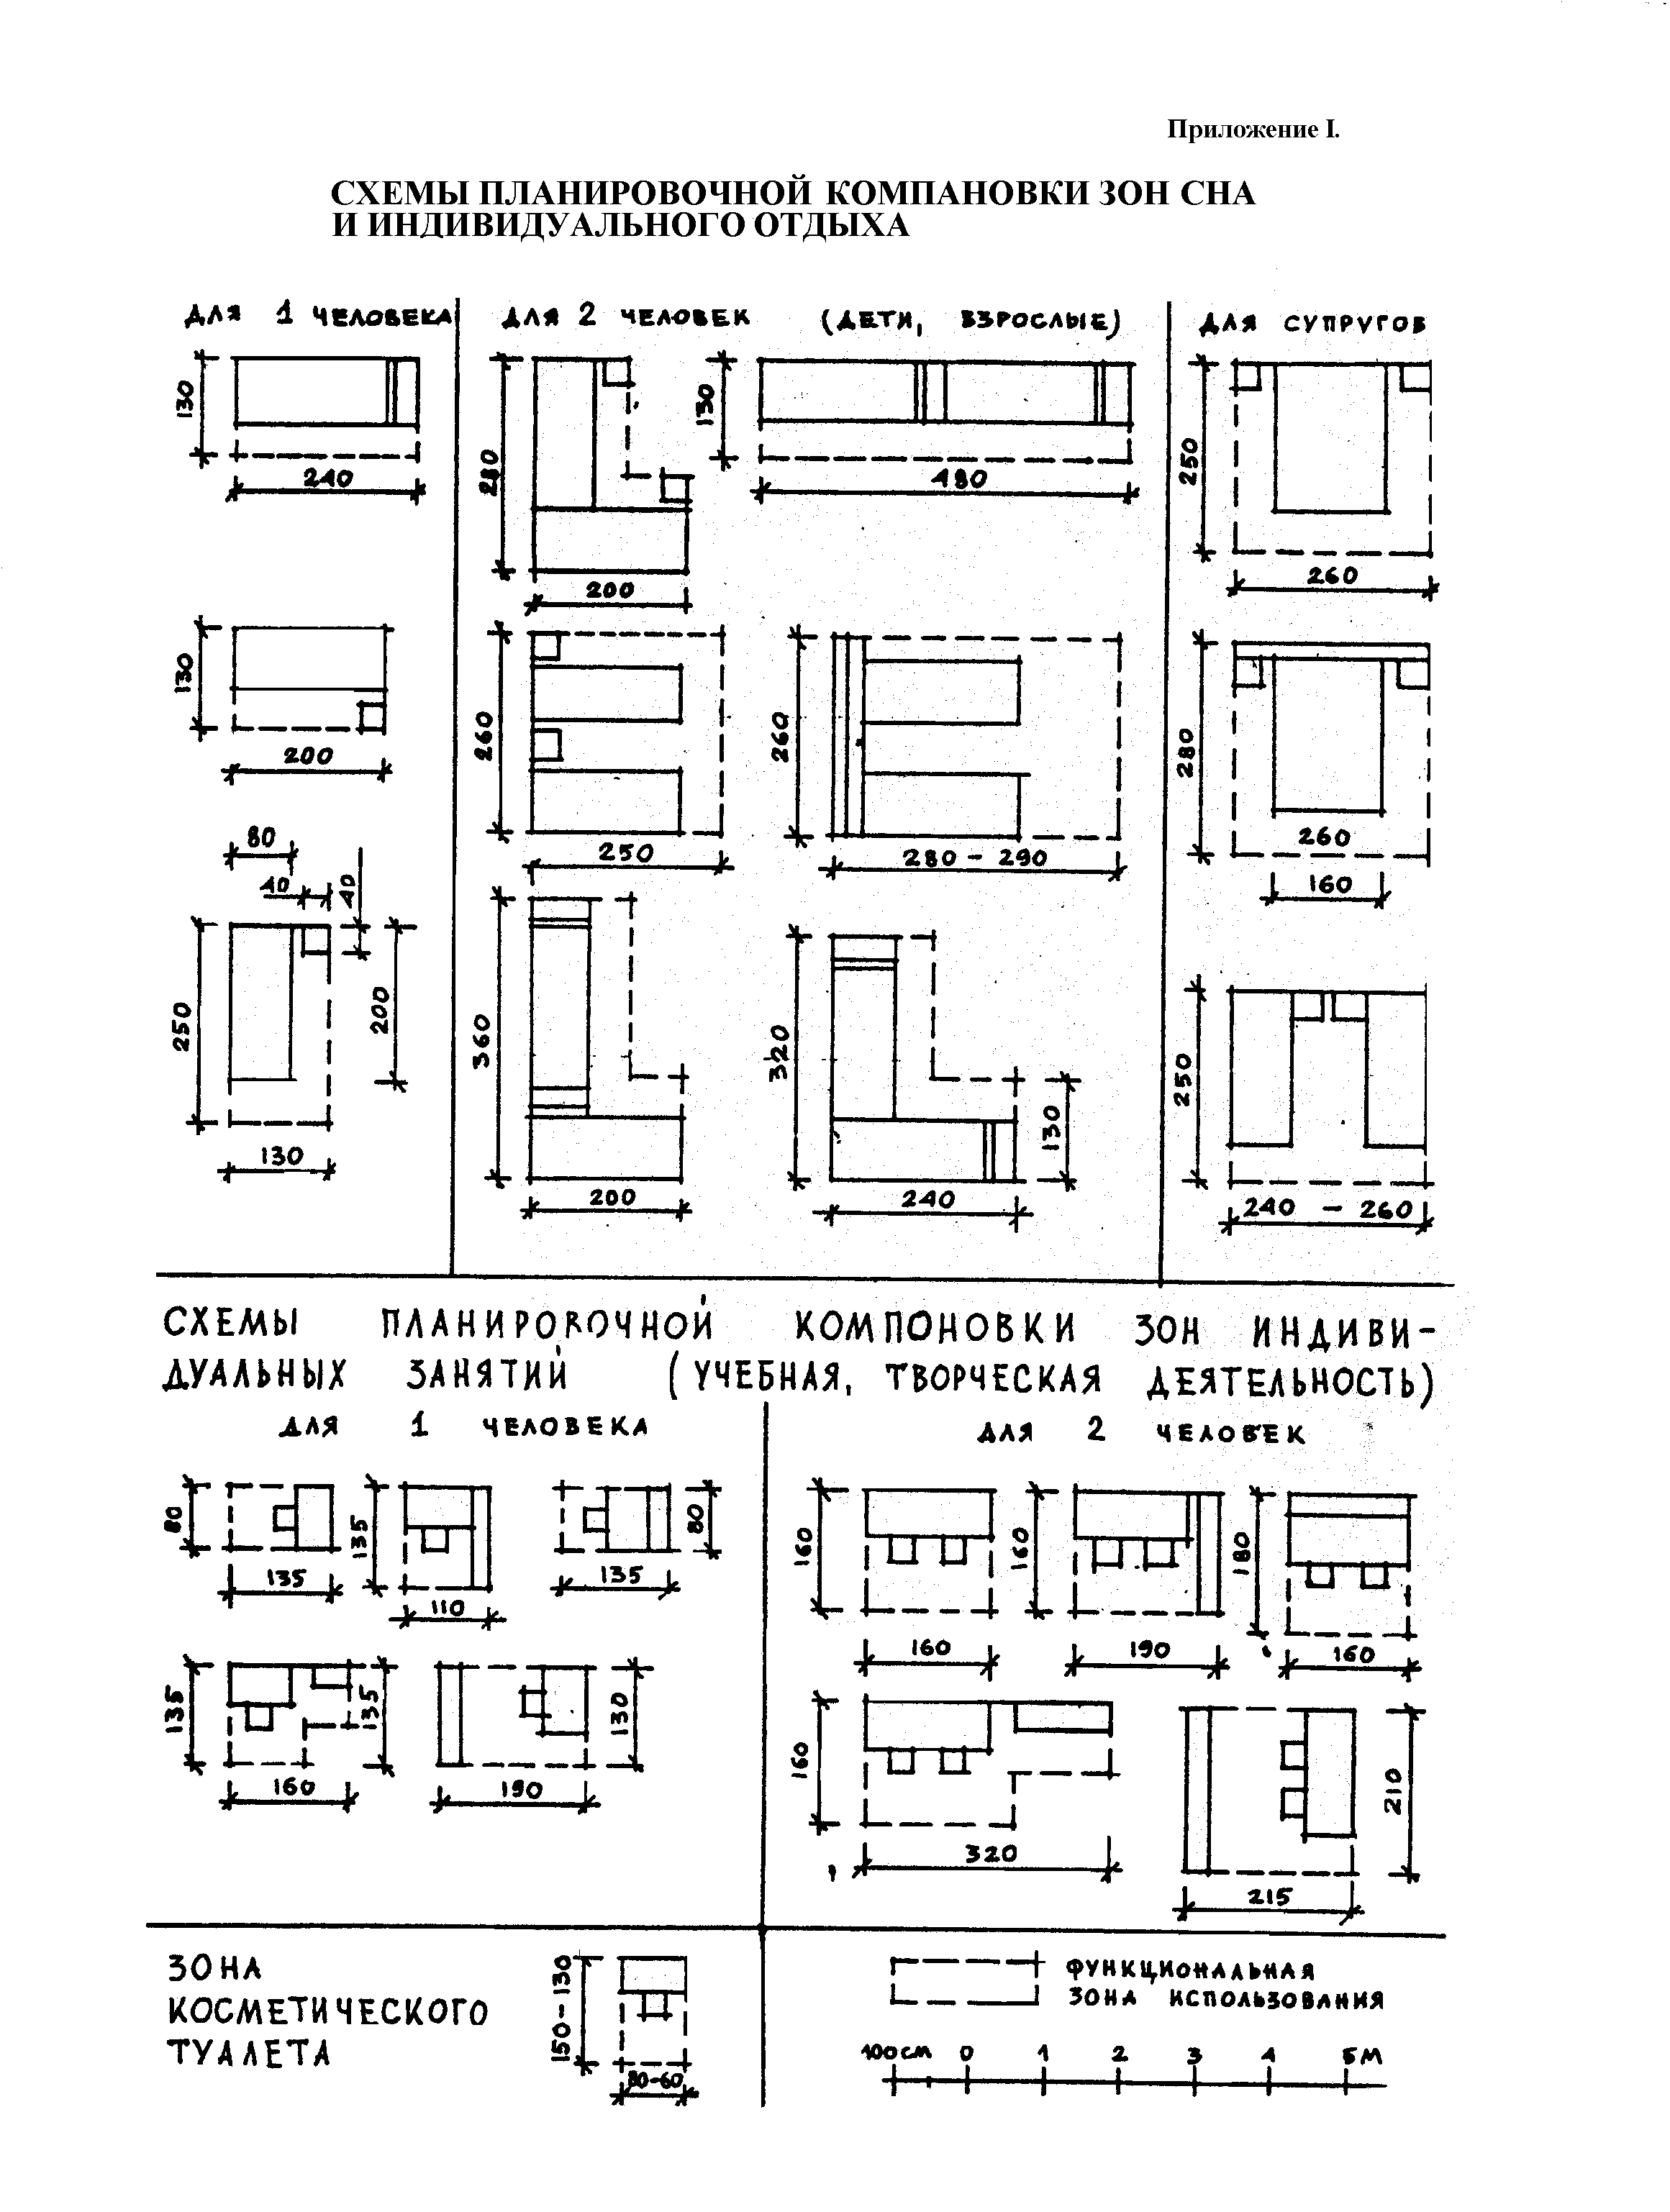 Приложение I.
СХЕМЫ ПЛАНИРОВОЧНОЙ КОМПАНОВКИ ЗОН СНА
И ИНДИВИДУАЛЬНОГО ОТДЫХА
ДЛЯ 1 ЧЕЛОВЕКА
ДЛЯ 2 ЧЕЛОВЕК (ДЕТИ, ВЗРОСЛЫЕ)
ДЛЯ СУПРУГОВ
130
240
280
200
130
480
250
260
130
200
260
250
260
280 - 290
280
260
160
80
40
40
250
200
130
360
200
320
130
240
250
240 - 260
СХЕМЫ ПЛАНИРОВОЧНОЙ КОМПОНОВКИ ЗОН ИНДИВИ-
ДУАЛЬНЫХ ЗАНЯТИЙ (УЧЕБНАЯ, ТВОРЧЕСКАЯ ДЕЯТЕЛЬНОСТЬ)
ДЛЯ 1 ЧЕЛОВЕКА
ДЛЯ 2 ЧЕЛОВЕК
80
135
135
110
80
135
160
160
160
190
180
160
135
160
135
190
130
160
320
215
210
ЗОНА
КОСМЕТИЧЕСКОГО
ТУАЛЕТА
150-130
80-60
ФУНКЦИОНАЛЬНАЯ
ЗОНА ИСПОЛЬЗОВАНИЯ
100 СМ 0 1 2 3 4 5 М